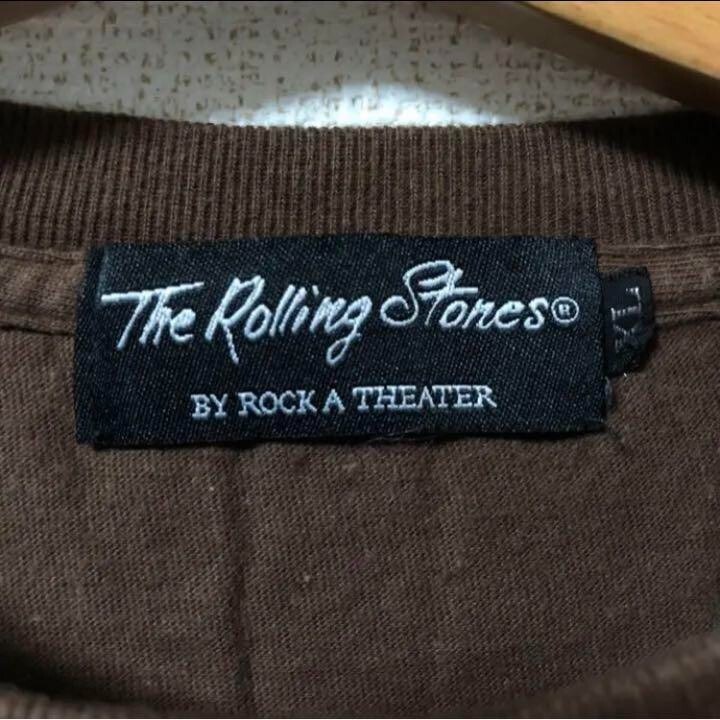 The Rolling Stones®
BY ROCK A THEATER
XL